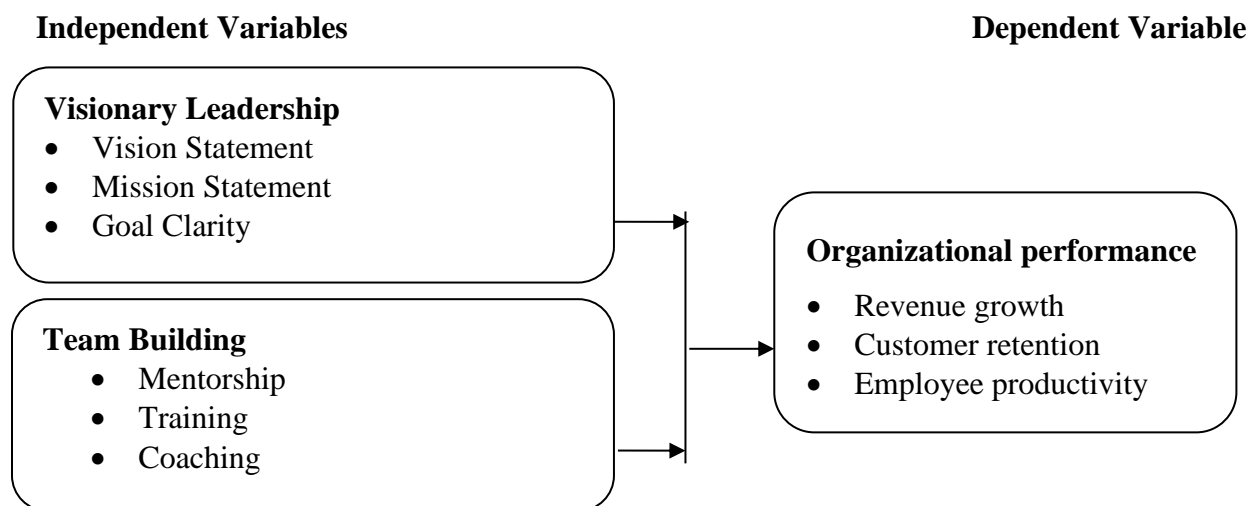 Independent Variables
Dependent Variable
Visionary Leadership
• Vision Statement
• Mission Statement
• Goal Clarity
Team Building
• Mentorship
• Training
• Coaching
Organizational performance
• Revenue growth
• Customer retention
• Employee productivity